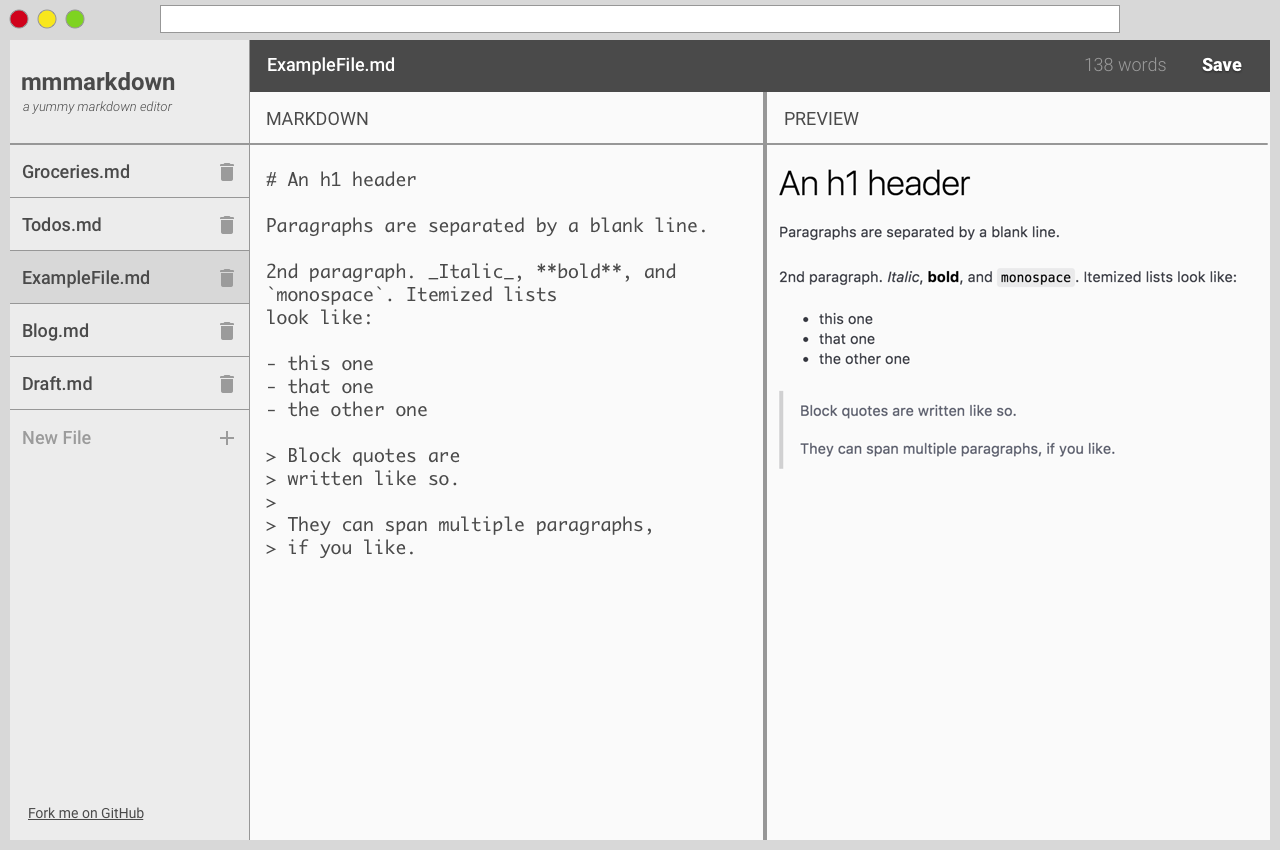 mmmarkdown
a yummy markdown editor
Groceries.md
Todos.md
ExampleFile.md
Blog.md
Draft.md
New File
Fork me on GitHub
ExampleFile.md
138 words
Save
MARKDOWN
# An h1 header
Paragraphs are separated by a blank line.
2nd paragraph. _Italic_, **bold**, and
`monospace`. Itemized lists
look like:
- this one
- that one
- the other one
> Block quotes are
> written like so.
>
> They can span multiple paragraphs,
> if you like.
PREVIEW
An h1 header
Paragraphs are separated by a blank line.
2nd paragraph. Italic, bold, and monospace. Itemized lists look like:
• this one
• that one
• the other one
Block quotes are written like so.
They can span multiple paragraphs, if you like.